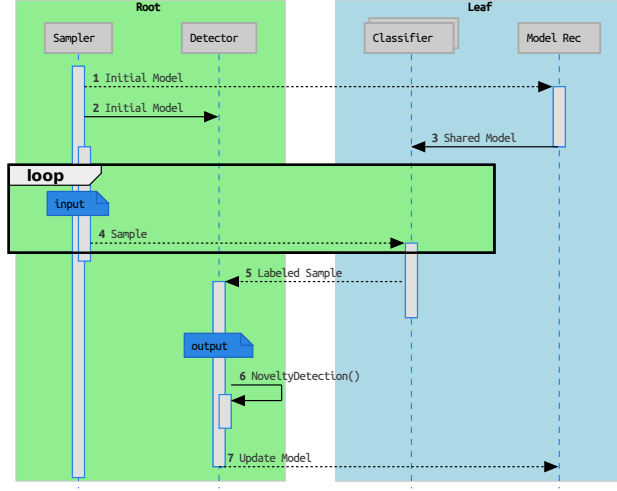 Root Leaf
Sampler Detector Classifier Model Rec
1 Initial Model
2 Initial Model
3 Shared Model
loop
input
4 Sample
5 Labeled Sample
output
6 NoveltyDetection()
7 Update Model